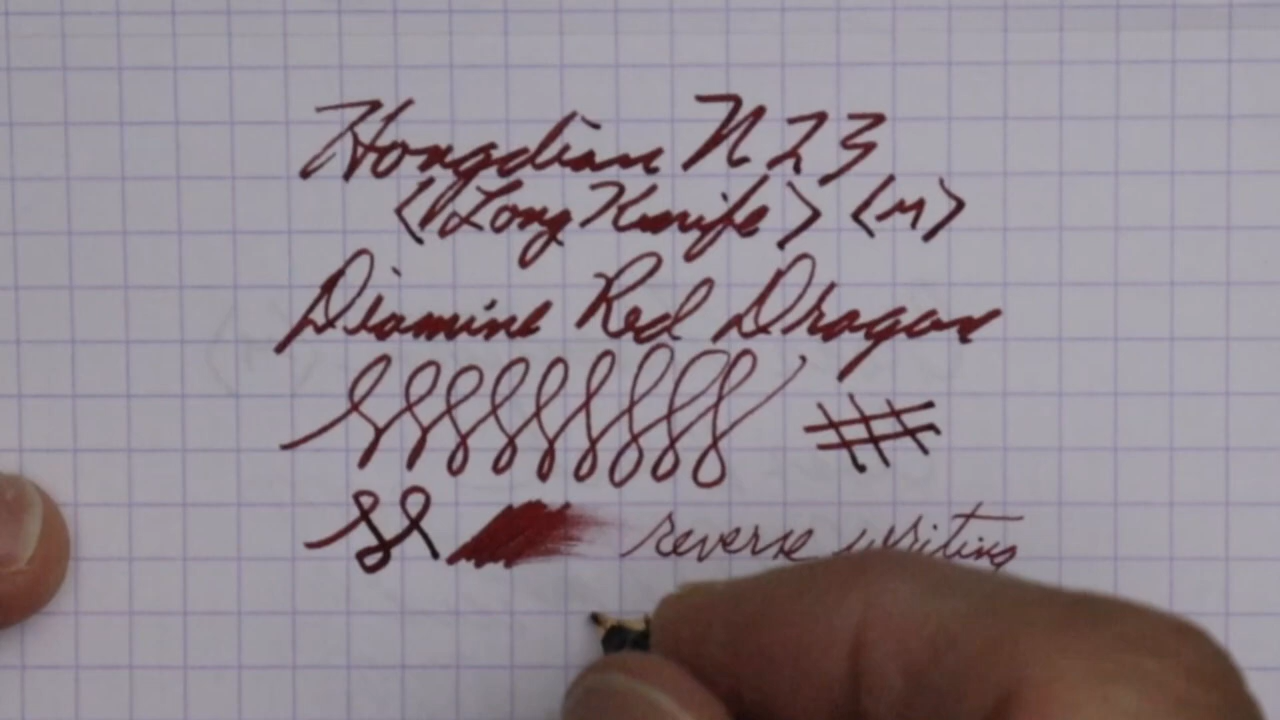 Hongdian N23
<Long Knife> <M>
Diamine Red Dragon
reverse writing